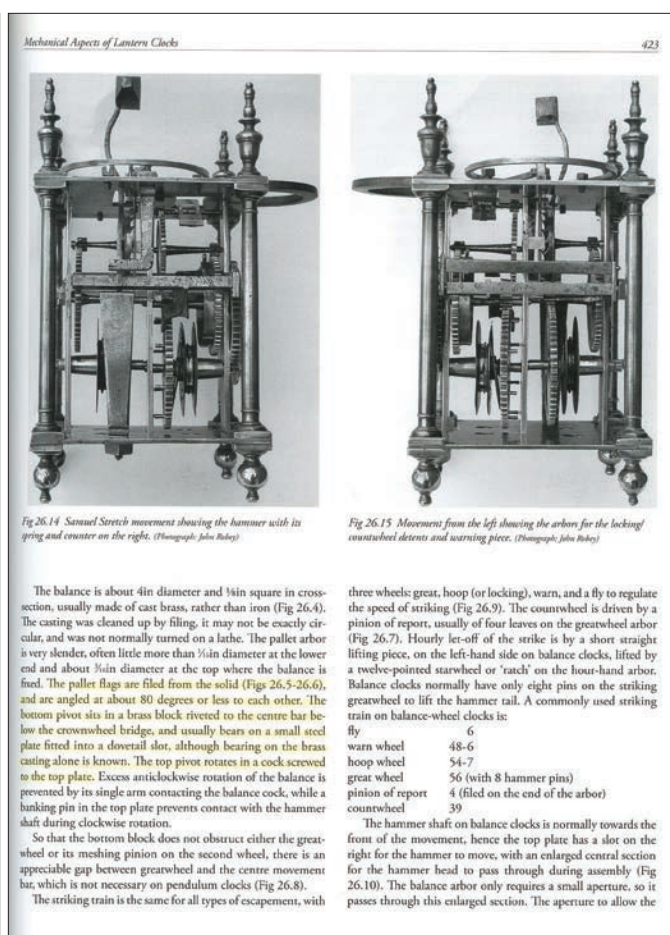 Mechanical Aspects of Lantern Clocks
423
Fig 26.14 Samuel Stretch movement showing the hammer with its
spring and counter on the right. (Photograph: John Robey)
Fig 26.15 Movement from the left showing the arbors for the locking/
countwheel detents and warning piece. (Photograph: John Robey)
The balance is about 4in diameter and ⅛in square in cross-
section, usually made of cast brass, rather than iron (Fig 26.4).
The casting was cleaned up by filing, it may not be exactly cir-
cular, and was not normally turned on a lathe. The pallet arbor
is very slender, often little more than diameter at the lower
end and about diameter at the top where the balance is
fixed. The pallet flags are filed from the solid (Figs 26.5-26.6),
and are angled at about 80 degrees or less to each other. The
bottom pivot sits in a brass block riveted to the centre bar be-
low the crownwheel bridge, and usually bears on a small steel
plate fitted into a dovetail slot, although bearing on the brass
casting alone is known. The top pivot rotates in a cock screwed
to the top plate. Excess anticlockwise rotation of the balance is
prevented by its single arm contacting the balance cock, while a
banking pin in the top plate prevents contact with the hammer
shaft during clockwise rotation.
So that the bottom block does not obstruct either the great-
wheel or its meshing pinion on the second wheel, there is an
appreciable gap between greatwheel and the centre movement
bar, which is not necessary on pendulum clocks (Fig 26.8).
The striking train is the same for all types of escapement, with
three wheels: great, hoop (or locking), warn, and a fly to regulate
the speed of striking (Fig 26.9). The countwheel is driven by a
pinion of report, usually of four leaves on the greatwheel arbor
(Fig 26.7). Hourly let-off of the strike is by a short straight
lifting piece, on the left-hand side on balance clocks, lifted by
a twelve-pointed starwheel or 'ratch' on the hour-hand arbor.
Balance clocks normally have only eight pins on the striking
greatwheel to lift the hammer tail. A commonly used striking
train on balance-wheel clocks is:
fly 6
warn wheel 48-6
hoop wheel 54-7
great wheel 56 (with 8 hammer pins)
pinion of report 4 (filed on the end of the arbor)
countwheel 39
The hammer shaft on balance clocks is normally towards the
front of the movement, hence the top plate has a slot on the
right for the hammer to move, with an enlarged central section
for the hammer head to pass through during assembly (Fig
26.10). The balance arbor only requires a small aperture, so it
passes through this enlarged section. The aperture to allow the